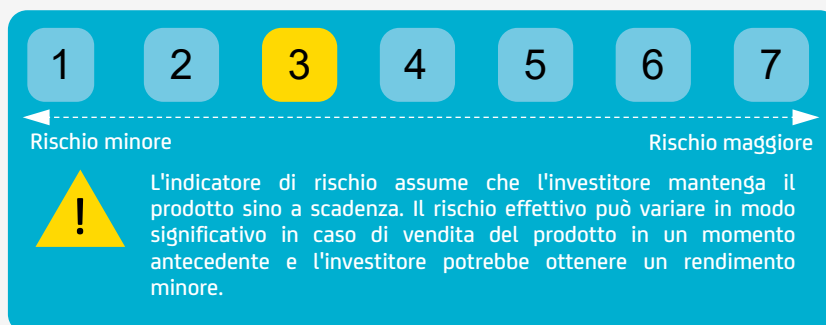 1 2 3 4 5 6 7
Rischio minore Rischio maggiore
!
L'indicatore di rischio assume che l'investitore mantenga il
prodotto sino a scadenza. Il rischio effettivo può variare in modo
significativo in caso di vendita del prodotto in un momento
antecedente e l'investitore potrebbe ottenere un rendimento
minore.